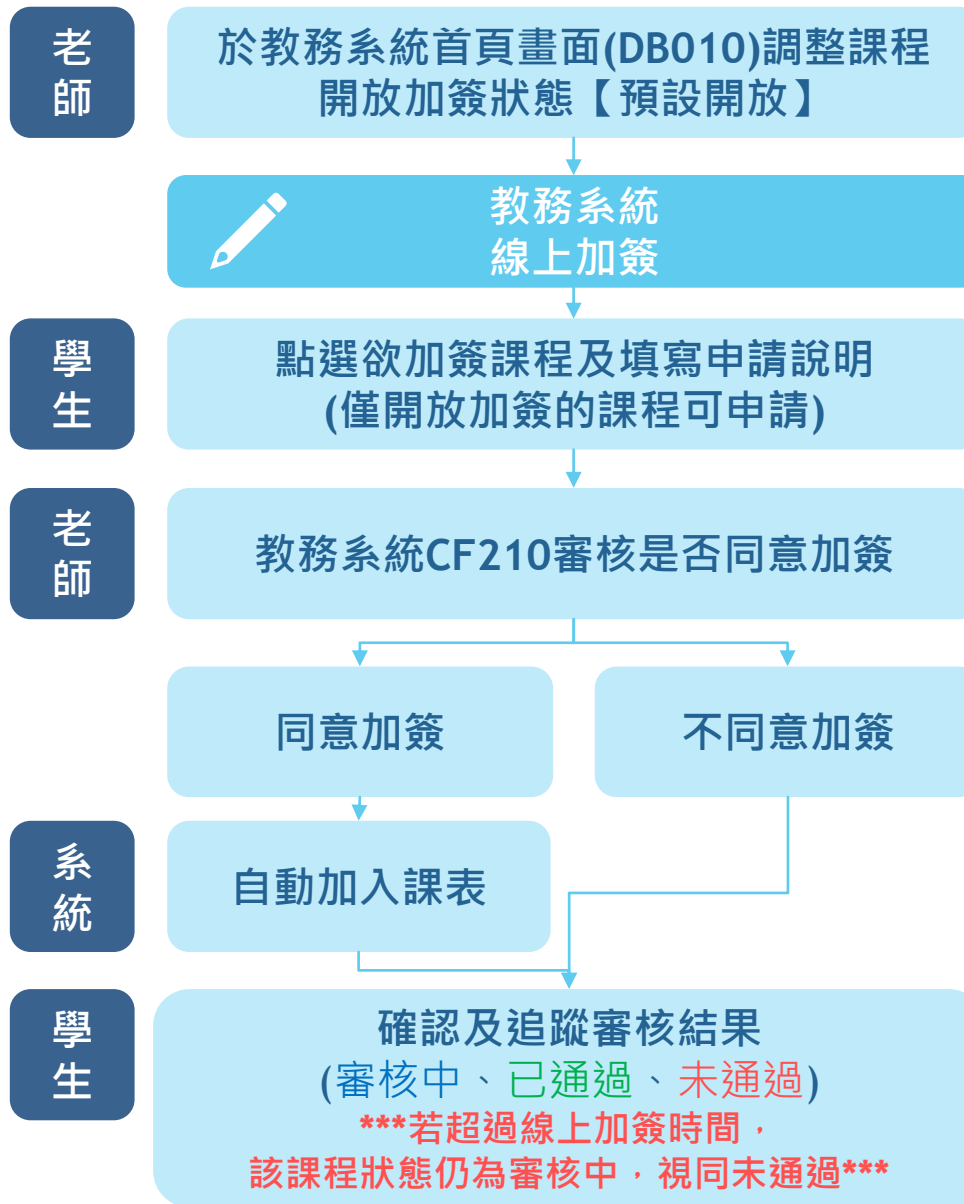 老
師
於教務系統首頁畫面(DB010)調整課程
開放加簽狀態【預設開放】
教務系統
線上加簽
學
生
點選欲加簽課程及填寫申請說明
(僅開放加簽的課程可申請)
老
師
教務系統CF210審核是否同意加簽
同意加簽
不同意加簽
系
統
自動加入課表
學
生
確認及追蹤審核結果
(審核中、已通過、未通過)
***若超過線上加簽時間，
該課程狀態仍為審核中，視同未通過***